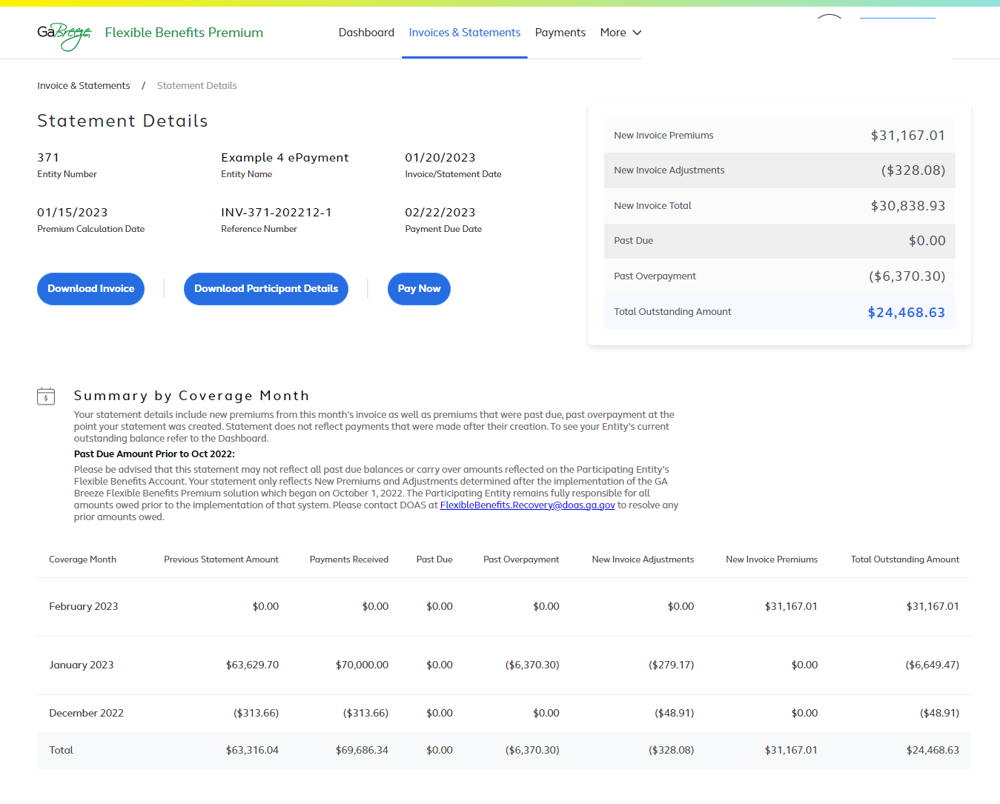 GaBreeze Flexible Benefits Premium Dashboard Invoices & Statements Payments More
Invoice & Statements / Statement Details
Statement Details
371 Example 4 ePayment 01/20/2023
Entity Number Entity Name Invoice/Statement Date
01/15/2023 INV-371-202212-1 02/22/2023
Premium Calculation Date Reference Number Payment Due Date
Download Invoice Download Participant Details Pay Now
New Invoice Premiums $31,167.01
New Invoice Adjustments ($328.08)
New Invoice Total $30,838.93
Past Due $0.00
Past Overpayment ($6,370.30)
Total Outstanding Amount $24,468.63
$
Summary by Coverage Month
Your statement details include new premiums from this month's invoice as well as premiums that were past due, past overpayment at the
point your statement was created. Statement does not reflect payments that were made after their creation. To see your Entity's current
outstanding balance refer to the Dashboard.
Past Due Amount Prior to Oct 2022:
Please be advised that this statement may not reflect all past due balances or carry over amounts reflected on the Participating Entity's
Flexible Benefits Account. Your statement only reflects New Premiums and Adjustments determined after the implementation of the GA
Breeze Flexible Benefits Premium solution which began on October 1, 2022. The Participating Entity remains fully responsible for all
amounts owed prior to the implementation of that system. Please contact DOAS at FlexibleBenefits.Recovery@doas.ga.gov to resolve any
prior amounts owed.
Coverage Month Previous Statement Amount Payments Received Past Due Past Overpayment New Invoice Adjustments New Invoice Premiums Total Outstanding Amount
February 2023 $0.00 $0.00 $0.00 $0.00 $0.00 $31,167.01 $31,167.01
January 2023 $63,629.70 $70,000.00 $0.00 ($6,370.30) ($279.17) $0.00 ($6,649.47)
December 2022 ($313.66) ($313.66) $0.00 $0.00 ($48.91) $0.00 ($48.91)
Total $63,316.04 $69,686.34 $0.00 ($6,370.30) ($328.08) $31,167.01 $24,468.63